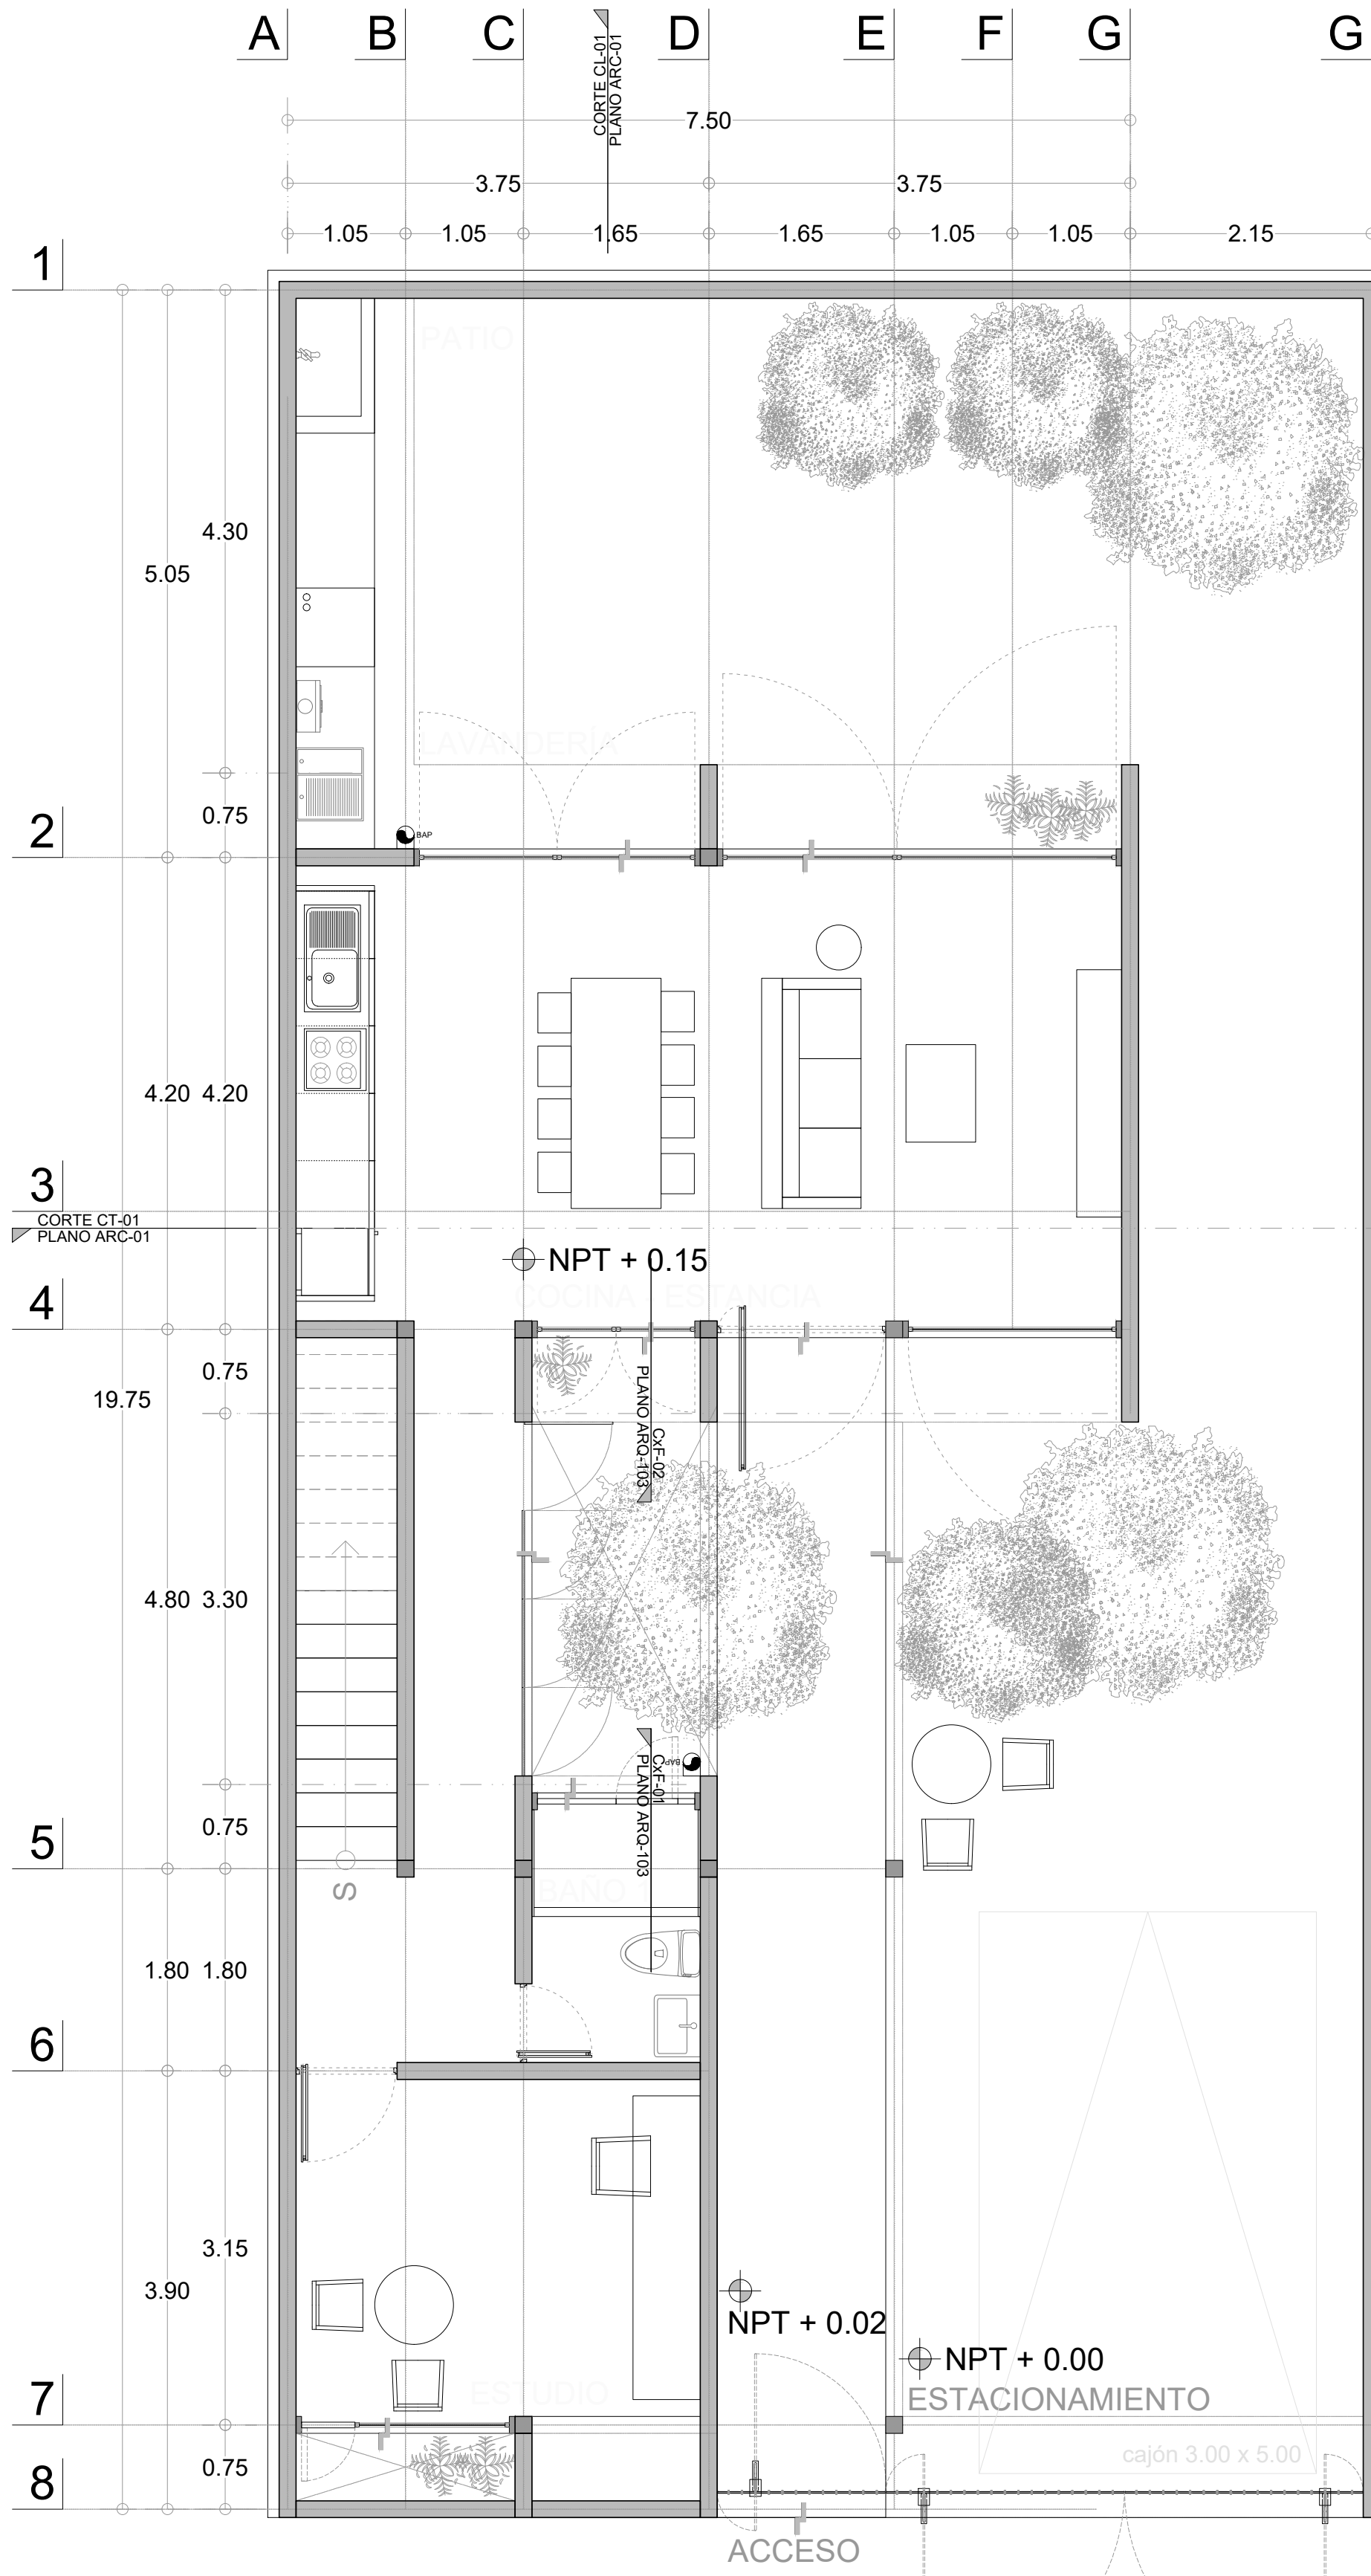 A B C D E F G G
CORTE CL-01
PLANO ARC-01
7.50
3.75 3.75
1.05 1.05 1.65 1.65 1.05 1.05 2.15
1
PATIO
4.30
5.05
LAVANDERÍA
0.75
2
BAP
4.20 4.20
3
CORTE CT-01
PLANO ARC-01
NPT + 0.15
COCINA - ESTANCIA
4
0.75
19.75
CxF-02
PLANO ARQ-103
4.80 3.30
CxF-01
PLANO ARQ-103
BAP
0.75
5
S
BAÑO
1.80 1.80
6
3.15
3.90
NPT + 0.02
NPT + 0.00
ESTUDIO
ESTACIONAMIENTO
7
cajón 3.00 x 5.00
0.75
8
ACCESO